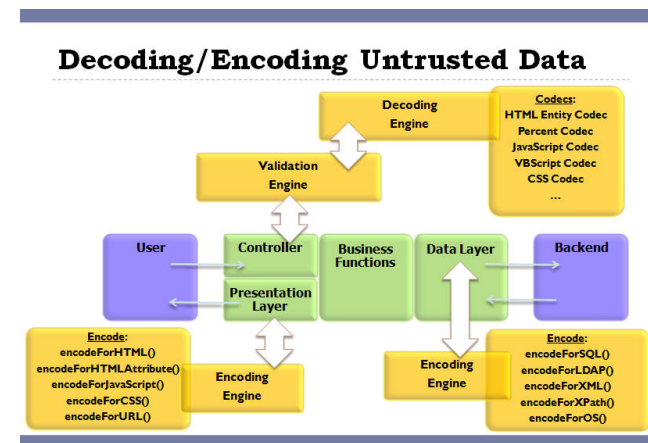 Decoding/Encoding Untrusted Data
Decoding
Engine
Codecs:
HTML Entity Codec
Percent Codec
JavaScript Codec
VBScript Codec
CSS Codec
...
Validation
Engine
User
Controller
Business
Functions
Data Layer
Backend
Presentation
Layer
Encode:
encodeForHTML()
encodeForHTMLAttribute()
encodeForJavaScript()
encodeForCSS()
encodeForURL()
Encoding
Engine
Encoding
Engine
Encode:
encodeForSQL()
encodeForLDAP()
encodeForXML()
encodeForXPath()
encodeForOS()